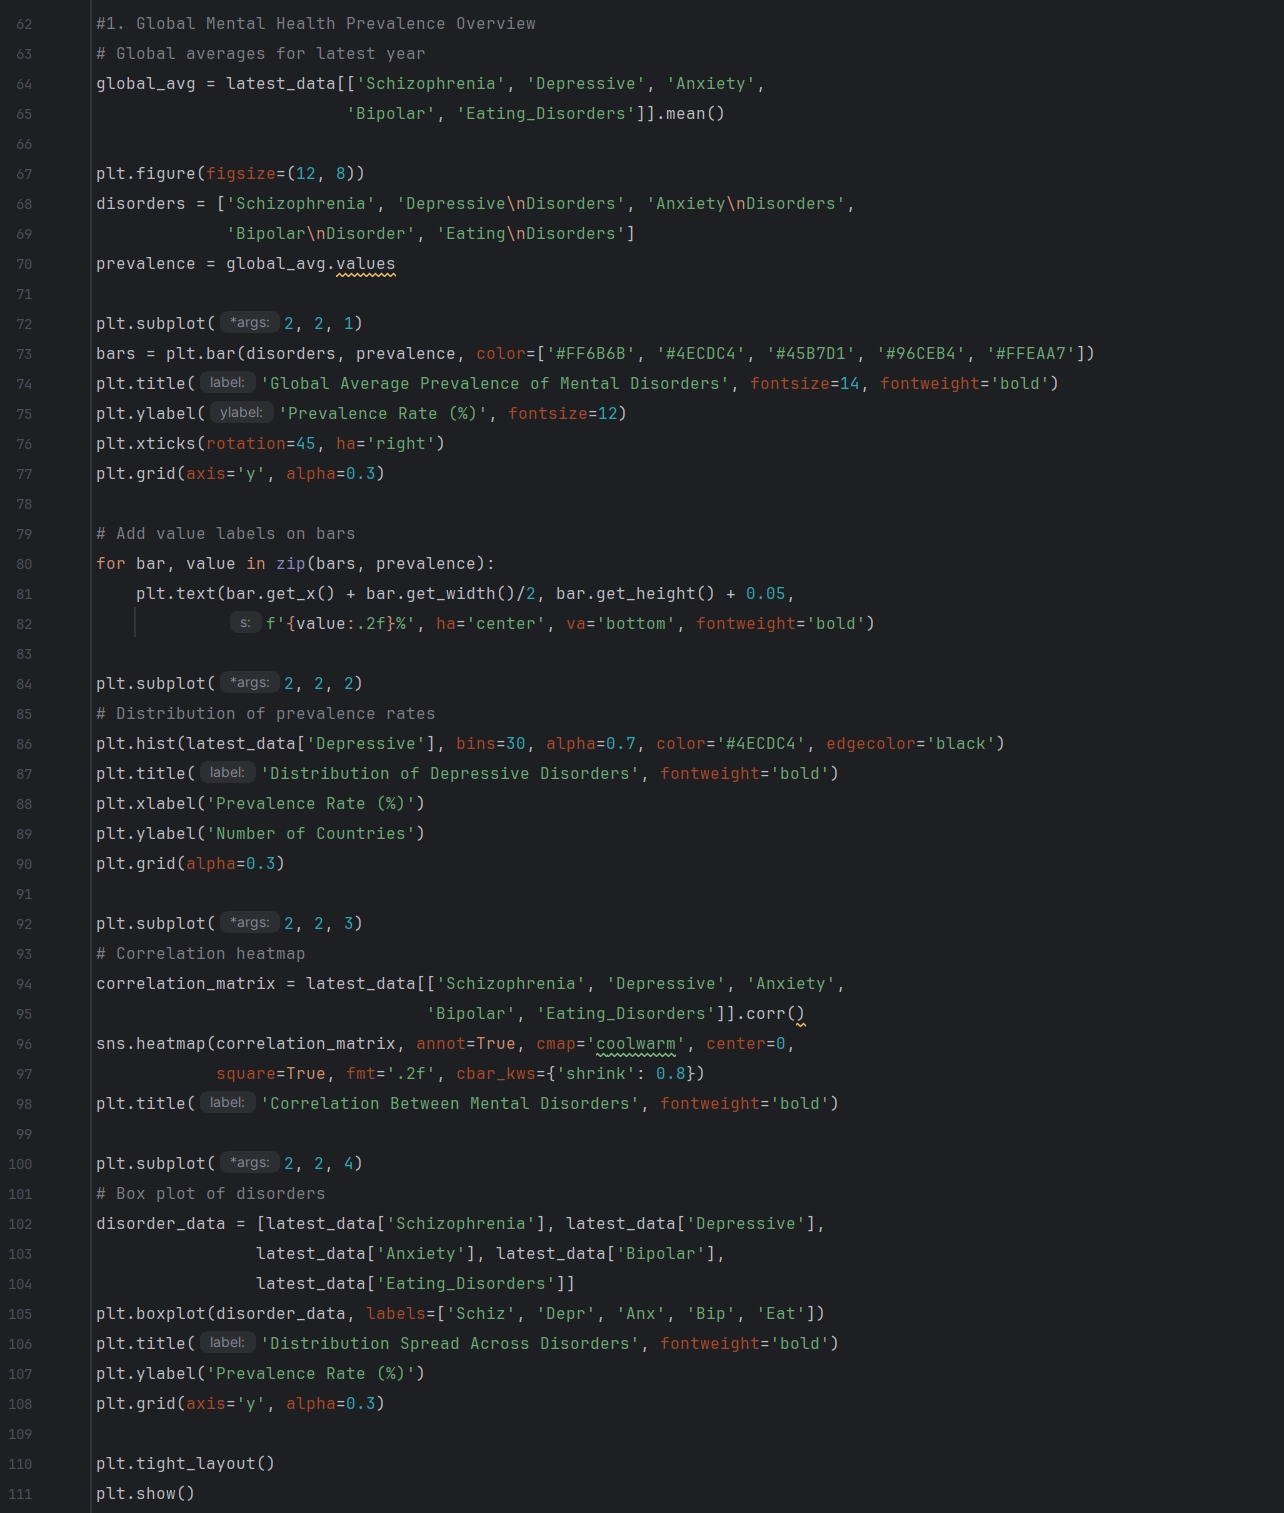 62 #1. Global Mental Health Prevalence Overview
63 # Global averages for latest year
64 global_avg = latest_data[['Schizophrenia', 'Depressive', 'Anxiety',
65                          'Bipolar', 'Eating_Disorders']].mean()
66
67 plt.figure(figsize=(12, 8))
68 disorders = ['Schizophrenia', 'Depressive\nDisorders', 'Anxiety\nDisorders',
69              'Bipolar\nDisorder', 'Eating\nDisorders']
70 prevalence = global_avg.values
71
72 plt.subplot( *args: 2, 2, 1)
73 bars = plt.bar(disorders, prevalence, color=['#FF6B6B', '#4ECDC4', '#45B7D1', '#96CEB4', '#FFEAA7'])
74 plt.title( label: 'Global Average Prevalence of Mental Disorders', fontsize=14, fontweight='bold')
75 plt.ylabel( ylabel: 'Prevalence Rate (%)', fontsize=12)
76 plt.xticks(rotation=45, ha='right')
77 plt.grid(axis='y', alpha=0.3)
78
79 # Add value labels on bars
80 for bar, value in zip(bars, prevalence):
81     plt.text(bar.get_x() + bar.get_width()/2, bar.get_height() + 0.05,
82              s: f'{value:.2f}%', ha='center', va='bottom', fontweight='bold')
83
84 plt.subplot( *args: 2, 2, 2)
85 # Distribution of prevalence rates
86 plt.hist(latest_data['Depressive'], bins=30, alpha=0.7, color='#4ECDC4', edgecolor='black')
87 plt.title( label: 'Distribution of Depressive Disorders', fontweight='bold')
88 plt.xlabel('Prevalence Rate (%)')
89 plt.ylabel('Number of Countries')
90 plt.grid(alpha=0.3)
91
92 plt.subplot( *args: 2, 2, 3)
93 # Correlation heatmap
94 correlation_matrix = latest_data[['Schizophrenia', 'Depressive', 'Anxiety',
95                                  'Bipolar', 'Eating_Disorders']].corr()
96 sns.heatmap(correlation_matrix, annot=True, cmap='coolwarm', center=0,
97             square=True, fmt='.2f', cbar_kws={'shrink': 0.8})
98 plt.title( label: 'Correlation Between Mental Disorders', fontweight='bold')
99
100 plt.subplot( *args: 2, 2, 4)
101 # Box plot of disorders
102 disorder_data = [latest_data['Schizophrenia'], latest_data['Depressive'],
103                 latest_data['Anxiety'], latest_data['Bipolar'],
104                 latest_data['Eating_Disorders']]
105 plt.boxplot(disorder_data, labels=['Schiz', 'Depr', 'Anx', 'Bip', 'Eat'])
106 plt.title( label: 'Distribution Spread Across Disorders', fontweight='bold')
107 plt.ylabel('Prevalence Rate (%)')
108 plt.grid(axis='y', alpha=0.3)
109
110 plt.tight_layout()
111 plt.show()